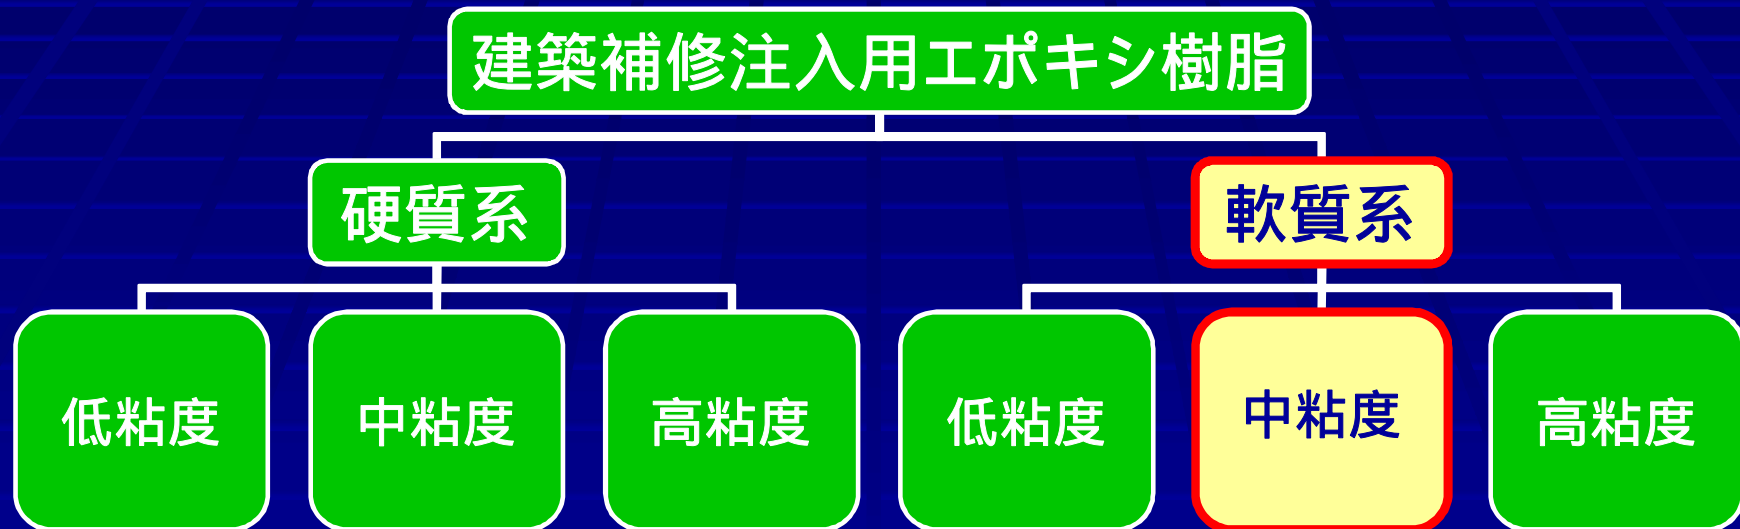 建築補修注入用エポキシ樹脂
硬質系
軟質系
低粘度
中粘度
高粘度
低粘度
中粘度
高粘度